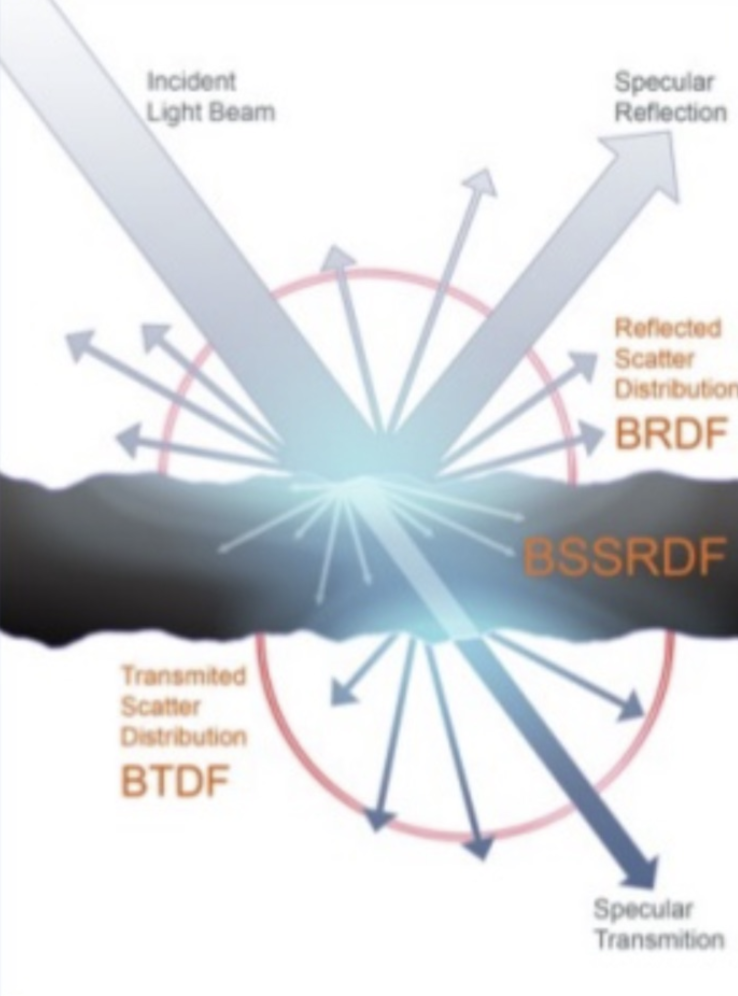 Incident
Light Beam
Specular
Reflection
Reflected
Scatter
Distribution
BRDF
BSSRDF
Transmited
Scatter
Distribution
BTDF
Specular
Transmition